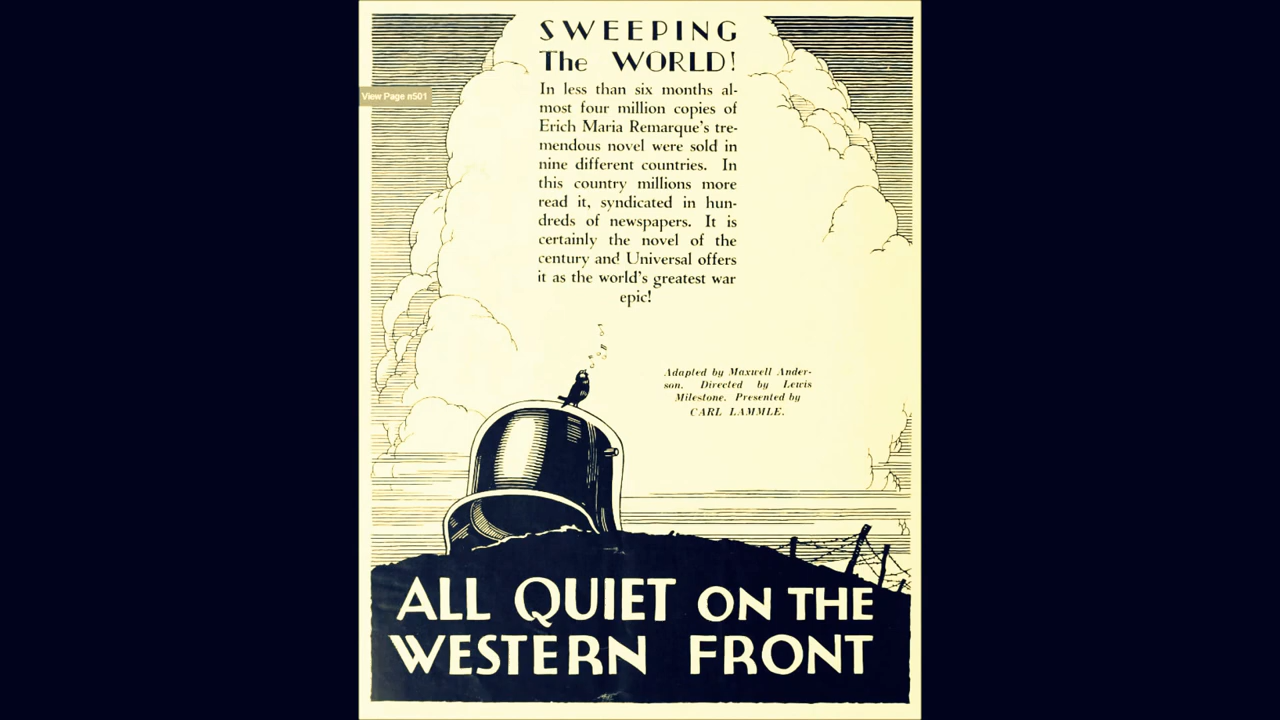 SWEEPING
The WORLD!
In less than six months al-
most four million copies of
Erich Maria Remarque's tre-
mendous novel were sold in
nine different countries. In
this country millions more
read it, syndicated in hun-
dreds of newspapers. It is
certainly the novel of the
century and Universal offers
it as the world's greatest war
epic!
View Page n501
Adapted by Maxwell Ander-
son. Directed by Lewis
Milestone. Presented by
CARL LAMMLE.
ALL QUIET ON THE
WESTERN FRONT